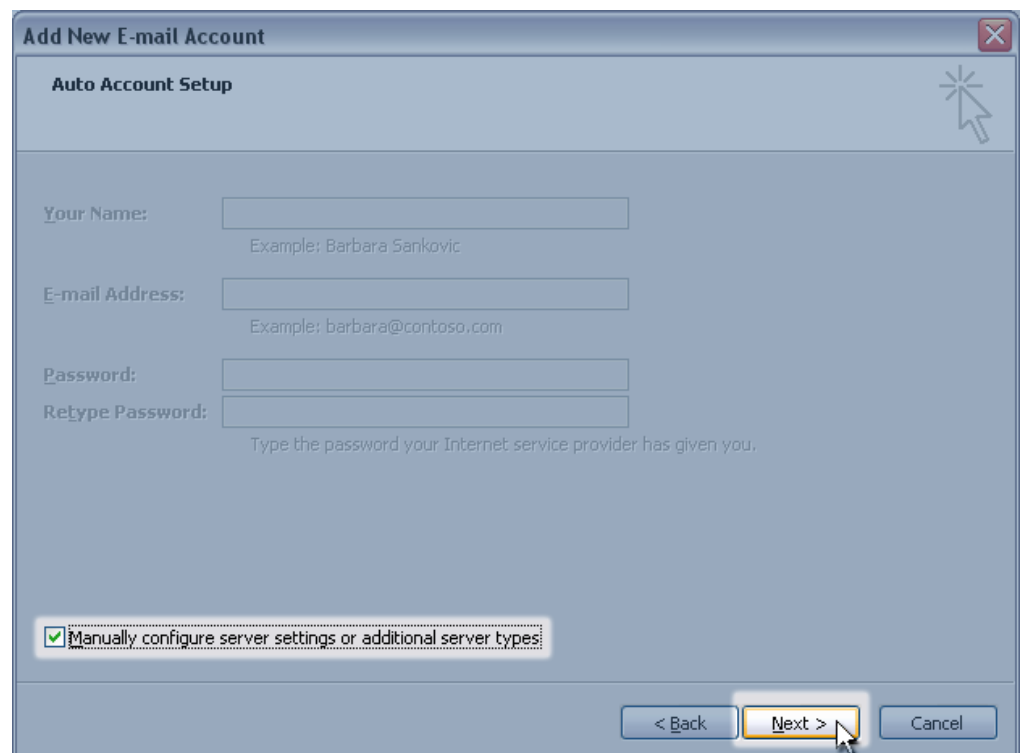 Add New E-mail Account
Auto Account Setup
Your Name:
Example: Barbara Sankovic
E-mail Address:
Example: barbara@contoso.com
Password:
Retype Password:
Type the password your Internet service provider has given you.
Manually configure server settings or additional server types
< Back Next > Cancel